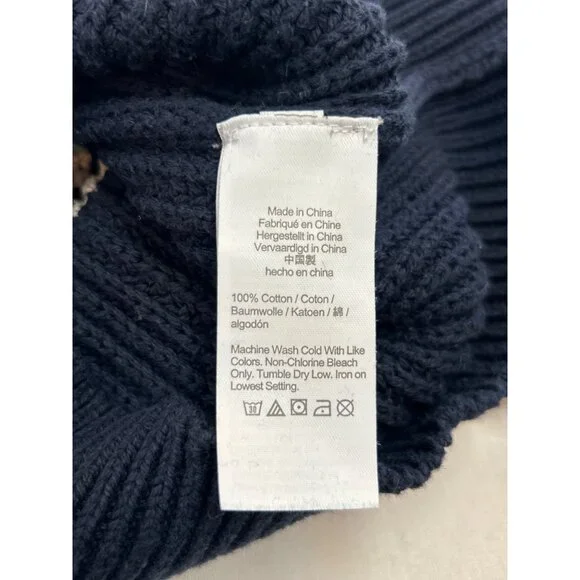 Made in China
Fabriqué en Chine
Hergestellt in China
Vervaardigd in China
中国製
hecho en china
100% Cotton / Coton /
Baumwolle / Katoen / 綿 /
algodón
Machine Wash Cold With Like
Colors. Non-Chlorine Bleach
Only. Tumble Dry Low. Iron on
Lowest Setting.
30